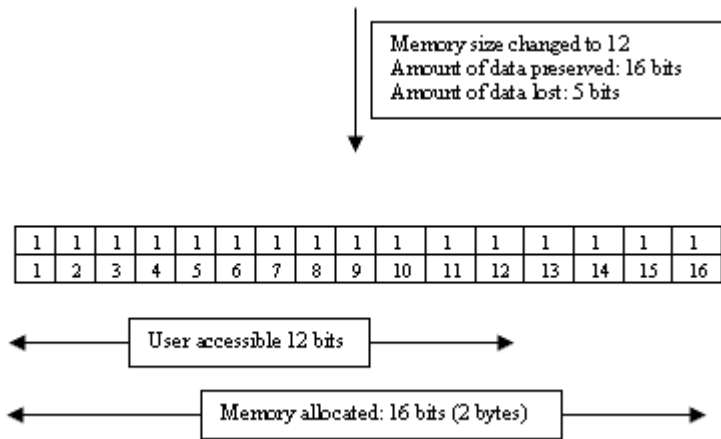 Memory size changed to 12
Amount of data preserved: 16 bits
Amount of data lost: 5 bits
1 1 1 1 1 1 1 1 1 1 1 1 1 1 1 1
1 2 3 4 5 6 7 8 9 10 11 12 13 14 15 16
User accessible 12 bits
Memory allocated: 16 bits (2 bytes)